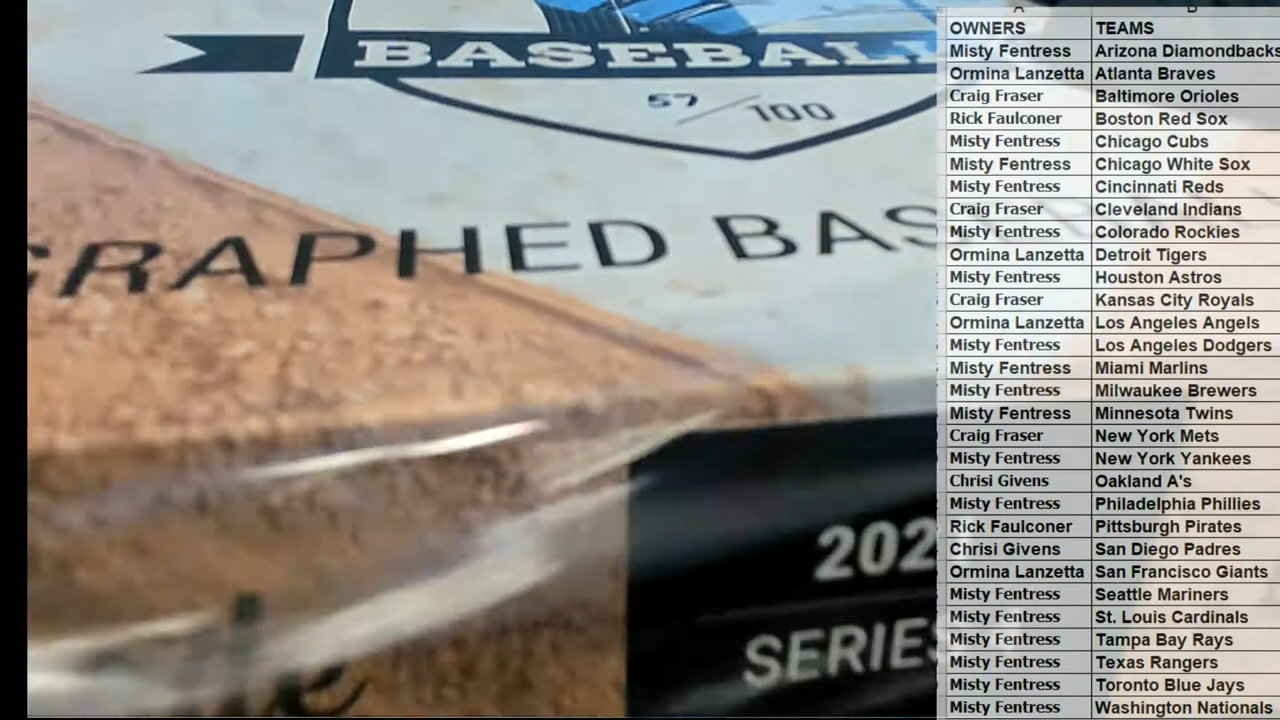 BASEBALL
57/100
GRAPHED BAS
202
SERIES
A B
OWNERS TEAMS
Misty Fentress Arizona Diamondbacks
Ormina Lanzetta Atlanta Braves
Craig Fraser Baltimore Orioles
Rick Faulconer Boston Red Sox
Misty Fentress Chicago Cubs
Misty Fentress Chicago White Sox
Misty Fentress Cincinnati Reds
Craig Fraser Cleveland Indians
Misty Fentress Colorado Rockies
Ormina Lanzetta Detroit Tigers
Misty Fentress Houston Astros
Craig Fraser Kansas City Royals
Ormina Lanzetta Los Angeles Angels
Misty Fentress Los Angeles Dodgers
Misty Fentress Miami Marlins
Misty Fentress Milwaukee Brewers
Misty Fentress Minnesota Twins
Craig Fraser New York Mets
Misty Fentress New York Yankees
Chrisi Givens Oakland A's
Misty Fentress Philadelphia Phillies
Rick Faulconer Pittsburgh Pirates
Chrisi Givens San Diego Padres
Ormina Lanzetta San Francisco Giants
Misty Fentress Seattle Mariners
Misty Fentress St. Louis Cardinals
Misty Fentress Tampa Bay Rays
Misty Fentress Texas Rangers
Misty Fentress Toronto Blue Jays
Misty Fentress Washington Nationals